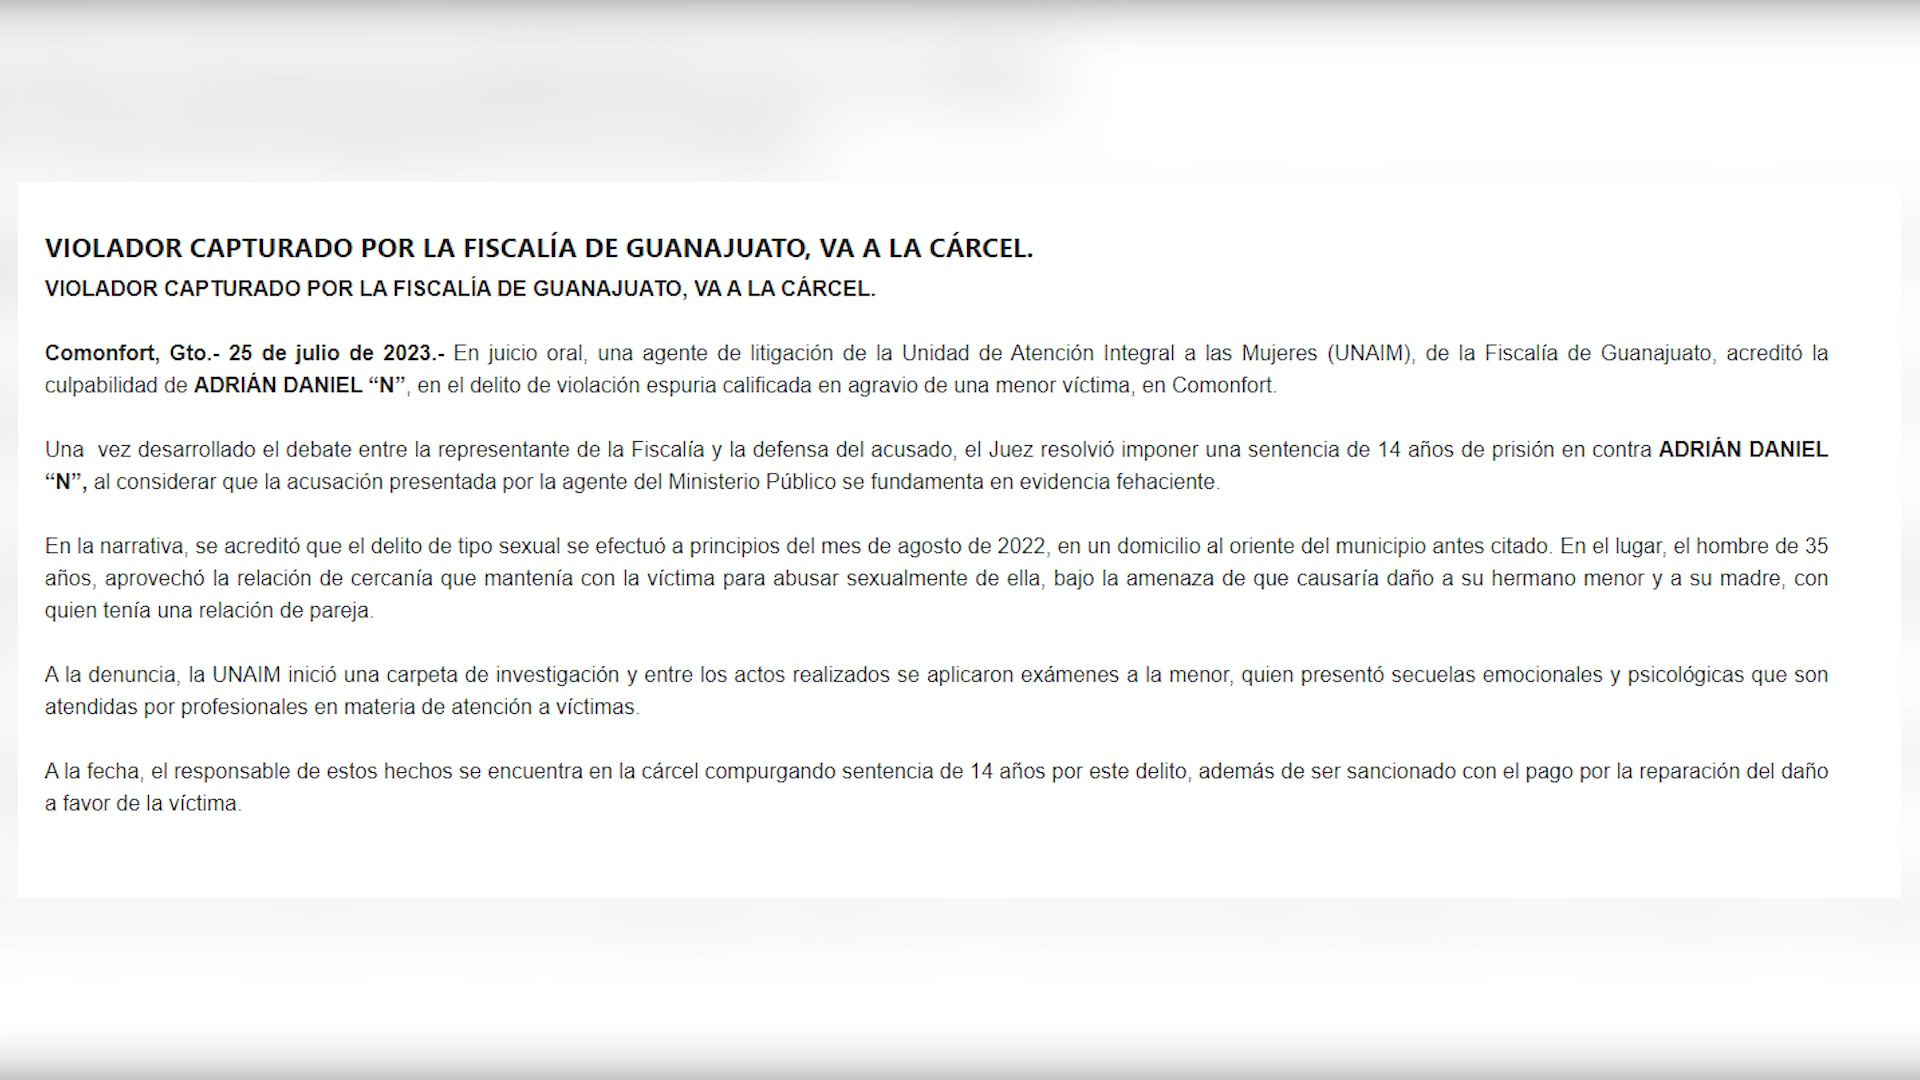 VIOLADOR CAPTURADO POR LA FISCALÍA DE GUANAJUATO, VA A LA CÁRCEL.
VIOLADOR CAPTURADO POR LA FISCALÍA DE GUANAJUATO, VA A LA CÁRCEL.
Comonfort, Gto.- 25 de julio de 2023.- En juicio oral, una agente de litigación de la Unidad de Atención Integral a las Mujeres (UNAIM), de la Fiscalía de Guanajuato, acreditó la
culpabilidad de ADRIÁN DANIEL “N”, en el delito de violación espuria calificada en agravio de una menor víctima, en Comonfort.
Una vez desarrollado el debate entre la representante de la Fiscalía y la defensa del acusado, el Juez resolvió imponer una sentencia de 14 años de prisión en contra ADRIÁN DANIEL
“N”, al considerar que la acusación presentada por la agente del Ministerio Público se fundamenta en evidencia fehaciente.
En la narrativa, se acreditó que el delito de tipo sexual se efectuó a principios del mes de agosto de 2022, en un domicilio al oriente del municipio antes citado. En el lugar, el hombre de 35
años, aprovechó la relación de cercanía que mantenía con la víctima para abusar sexualmente de ella, bajo la amenaza de que causaría daño a su hermano menor y a su madre, con
quien tenía una relación de pareja.
A la denuncia, la UNAIM inició una carpeta de investigación y entre los actos realizados se aplicaron exámenes a la menor, quien presentó secuelas emocionales y psicológicas que son
atendidas por profesionales en materia de atención a víctimas.
A la fecha, el responsable de estos hechos se encuentra en la cárcel compurgando sentencia de 14 años por este delito, además de ser sancionado con el pago por la reparación del daño
a favor de la víctima.